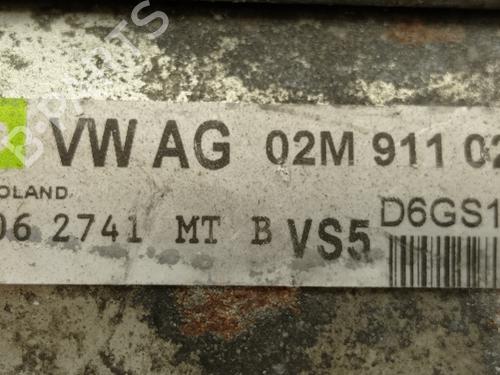 VW AG 02M 911 02
OLAND
06 2741 MT B VS5 D6GS1